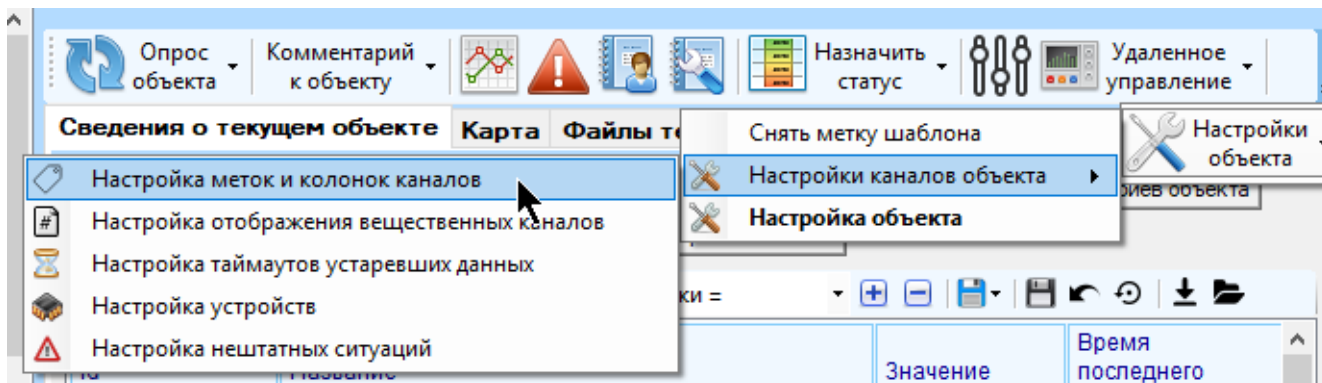 Опрос
объекта
Комментарий
к объекту
Назначить
статус
Удаленное
управление
Сведения о текущем объекте
Карта
Файлы
Снять метку шаблона
Настройки
объекта
Настройка меток и колонок каналов
Настройки каналов объекта
объекта
Настройка отображения вещественных каналов
Настройка объекта
Настройка таймаутов устаревших данных
Настройка устройств
ки =
Настройка нештатных ситуаций
Значение
Время
последнего